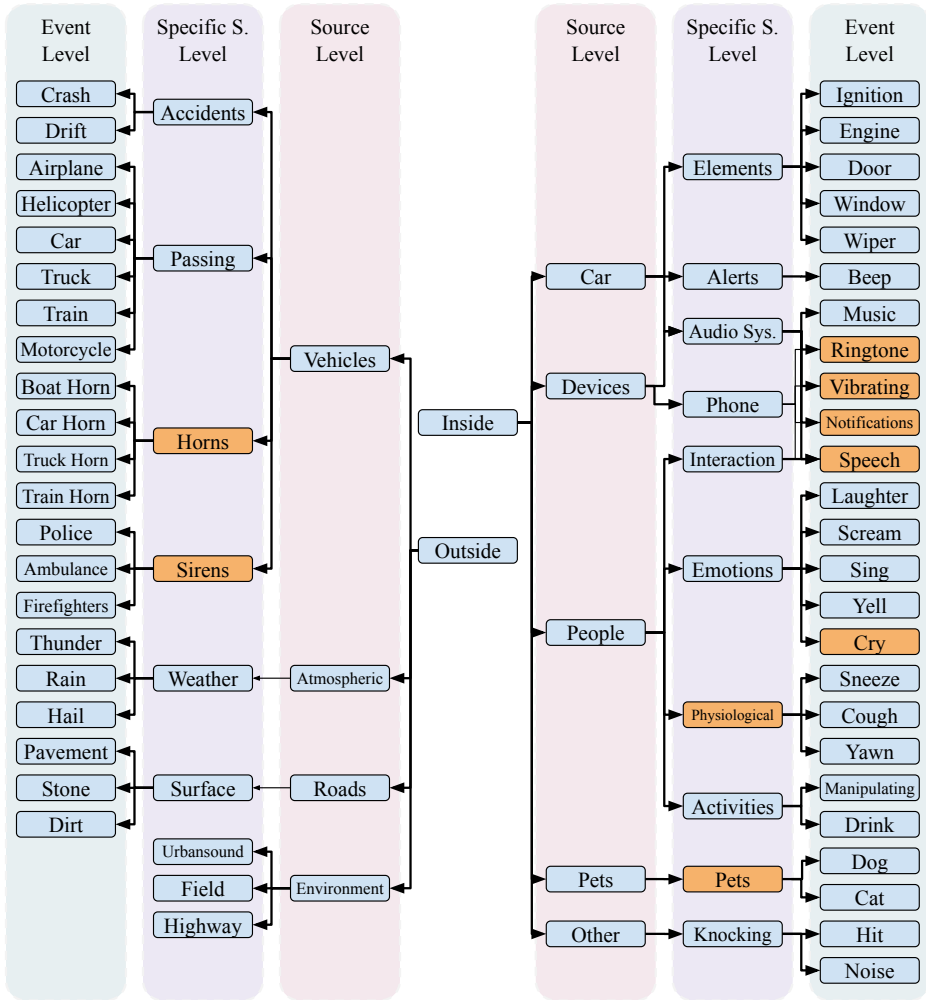 Event
Level
Specific S.
Level
Source
Level
Crash
Drift
Airplane
Helicopter
Car
Truck
Train
Motorcycle
Boat Horn
Car Horn
Truck Horn
Train Horn
Police
Ambulance
Firefighters
Thunder
Rain
Hail
Pavement
Stone
Dirt
Accidents
Passing
Horns
Sirens
Weather
Surface
Urbansound
Field
Highway
Vehicles
Atmospheric
Roads
Environment
Inside
Outside
Source
Level
Specific S.
Level
Event
Level
Car
Devices
People
Pets
Other
Elements
Alerts
Audio Sys.
Phone
Interaction
Emotions
Physiological
Activities
Pets
Knocking
Ignition
Engine
Door
Window
Wiper
Beep
Music
Ringtone
Vibrating
Notifications
Speech
Laughter
Scream
Sing
Yell
Cry
Sneeze
Cough
Yawn
Manipulating
Drink
Dog
Cat
Hit
Noise